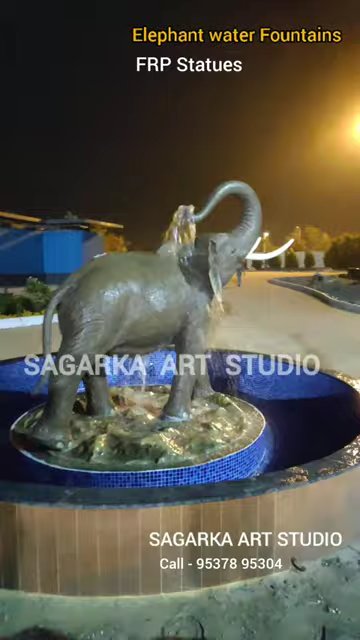 Elephant water Fountains
FRP Statues
SAGARKA ART STUDIO
SAGARKA ART STUDIO
Call - 95378 95304